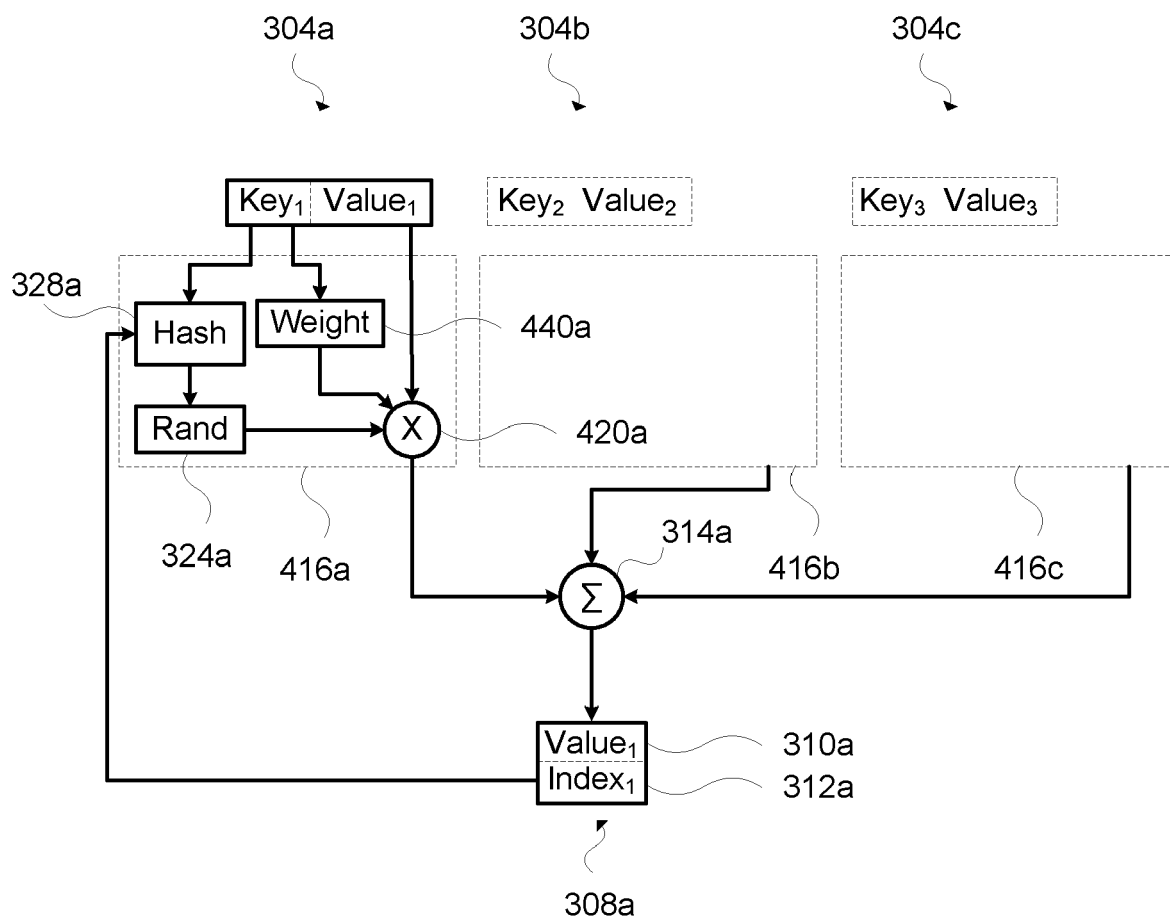 304a 304b 304c
Key₁ Value₁ Key₂ Value₂ Key₃ Value₃
328a
Hash Weight 440a
Rand X 420a
324a 416a 314a 416b 416c
Σ
Value₁ 310a
Index₁ 312a
308a